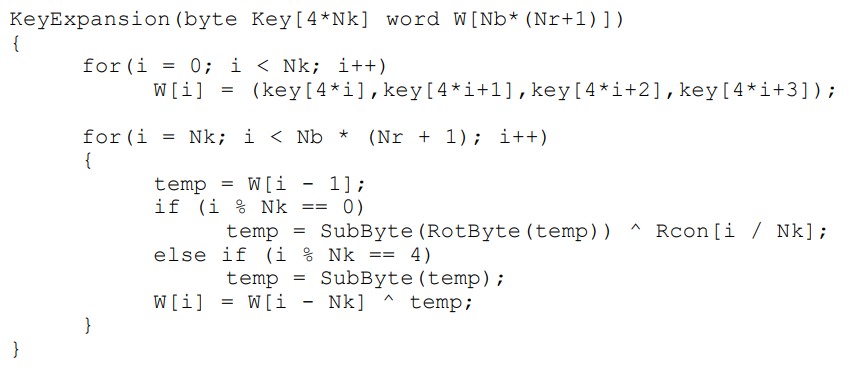 KeyExpansion(byte Key[4*Nk] word W[Nb*(Nr+1)])
{
for(i = 0; i < Nk; i++)
W[i] = (key[4*i],key[4*i+1],key[4*i+2],key[4*i+3]);
for(i = Nk; i < Nb * (Nr + 1); i++)
{
temp = W[i - 1];
if (i % Nk == 0)
temp = SubByte(RotByte(temp)) ^ Rcon[i / Nk];
else if (i % Nk == 4)
temp = SubByte(temp);
W[i] = W[i - Nk] ^ temp;
}
}